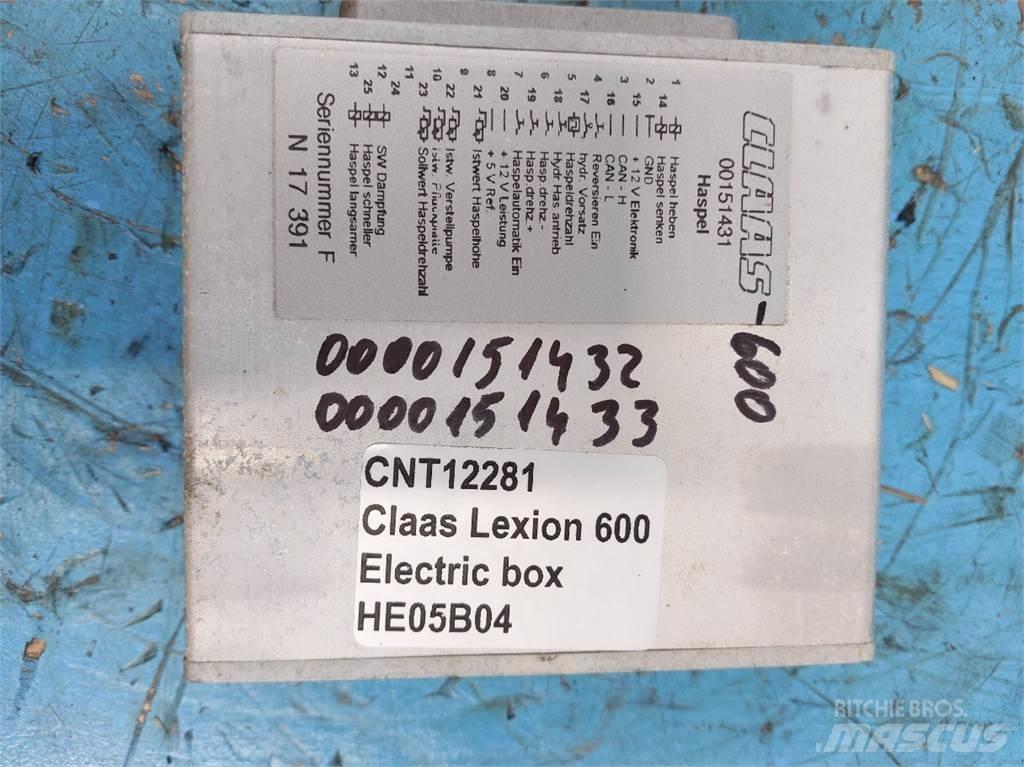 CLAAS
00151431
Haspel
1 Haspel heben
14 Haspel senken
2 GND
15 + 12 V Elektronik
3 CAN - H
16 CAN - L
4 Reversieren Ein
17 hydr. Vorsatz
5 Haspeldrehzahl
18 Hydr Has antrieb
6 Hasp drehz -
19 Hasp drehz +
7 Haspelautomatik Ein
20 + 12 V Leistung
8 + 5 V Ref.
21 Istwert Haspelhöhe
9
22 Istw. Verstellpumpe
10 Istw.
23 Sollwert Haspeldrehzahl
11
24
12 SW Dämpfung
25 Haspel schneller
13 Haspel langsamer
Seriennummer F
N 17 391
-600
0000151432
0000151433
CNT12281
Claas Lexion 600
Electric box
HE05B04
RITCHIE BROS.
MASCUS